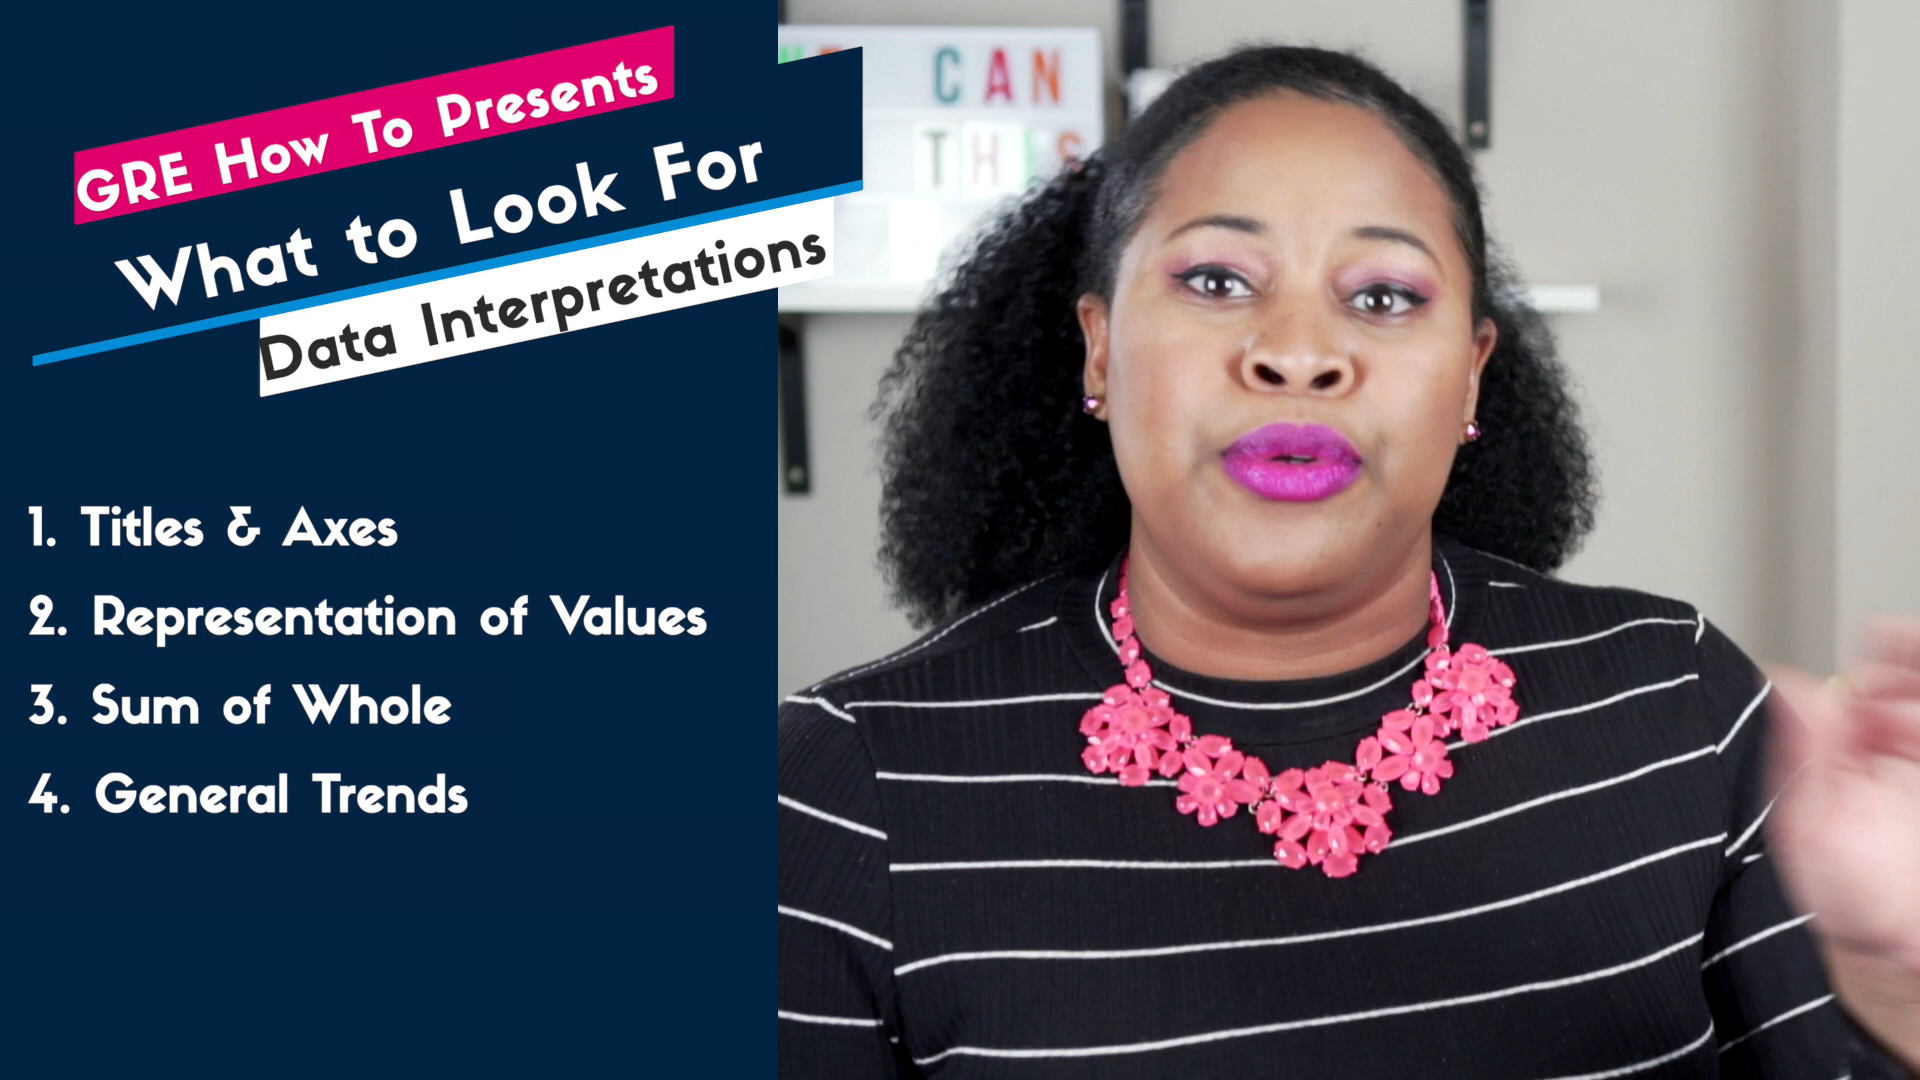 GRE How To Presents
What to Look For
Data Interpretations
1. Titles & Axes
2. Representation of Values
3. Sum of Whole
4. General Trends
CAN